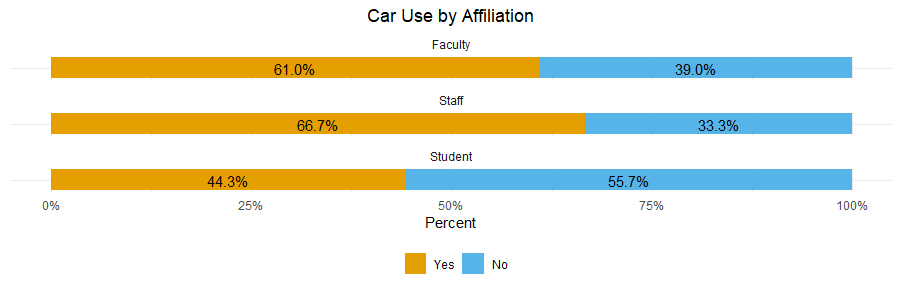 Car Use by Affiliation
Faculty
61.0% 39.0%
Staff
66.7% 33.3%
Student
44.3% 55.7%
0% 25% 50% 75% 100%
Percent
Yes No